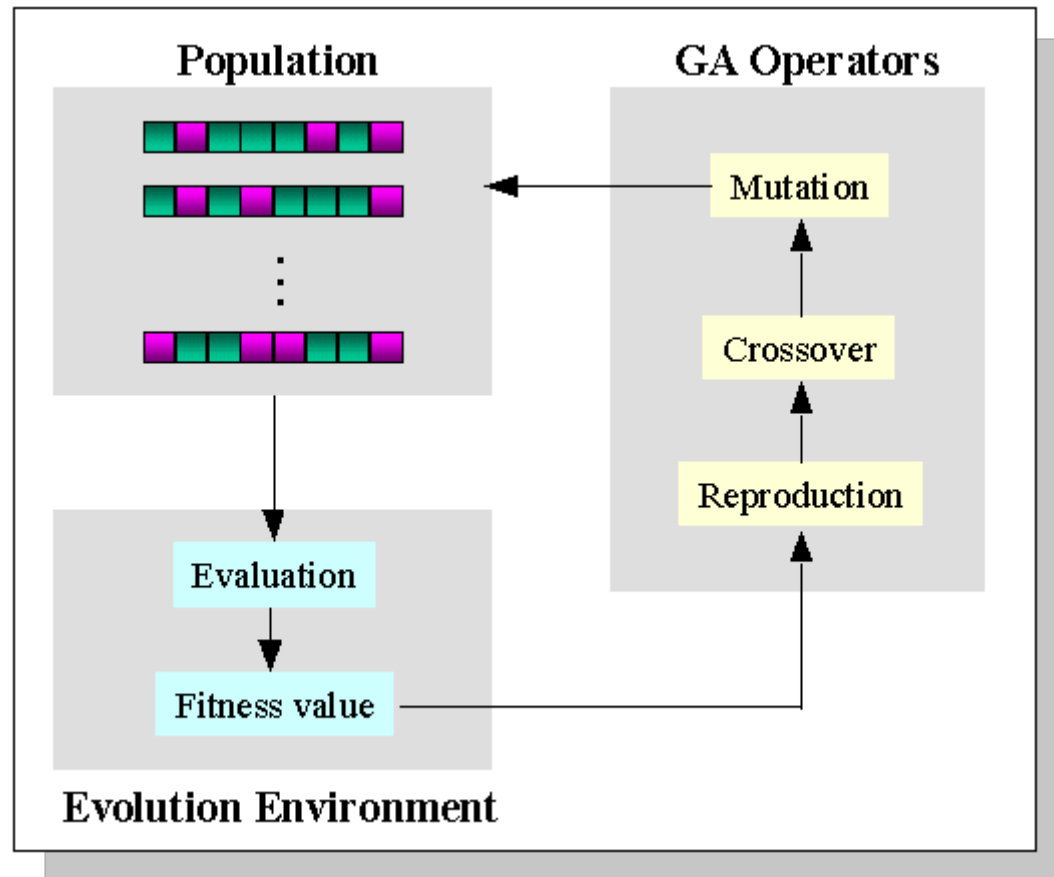 Population
GA Operators
Mutation
Crossover
Reproduction
Evaluation
Fitness value
Evolution Environment